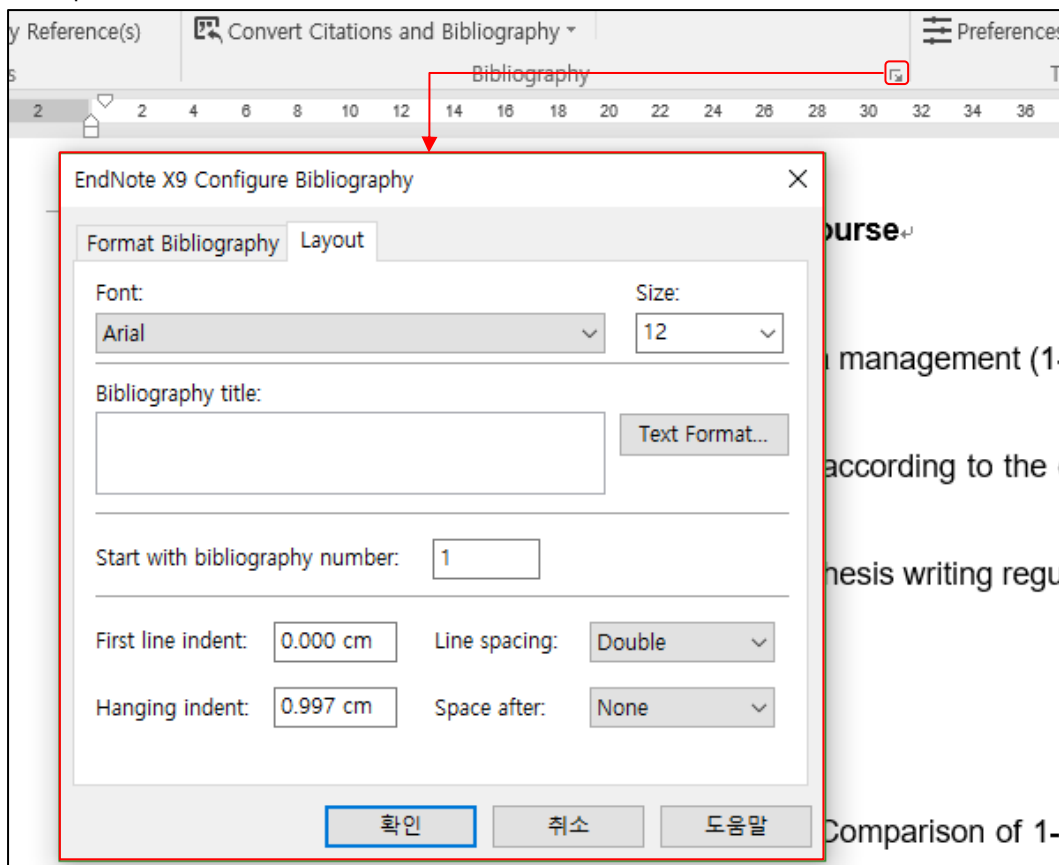 y Reference(s) Convert Citations and Bibliography Preferences
s Bibliography T
2 2 4 6 8 10 12 14 16 18 20 22 24 26 28 30 32 34 36
EndNote X9 Configure Bibliography
ourse
Format Bibliography Layout
Font: Size:
Arial 12
management (1-
Bibliography title:
Text Format...
according to the
Start with bibliography number: 1
hesis writing regu
First line indent: 0.000 cm Line spacing: Double
Hanging indent: 0.997 cm Space after: None
확인 취소 도움말
Comparison of 1-